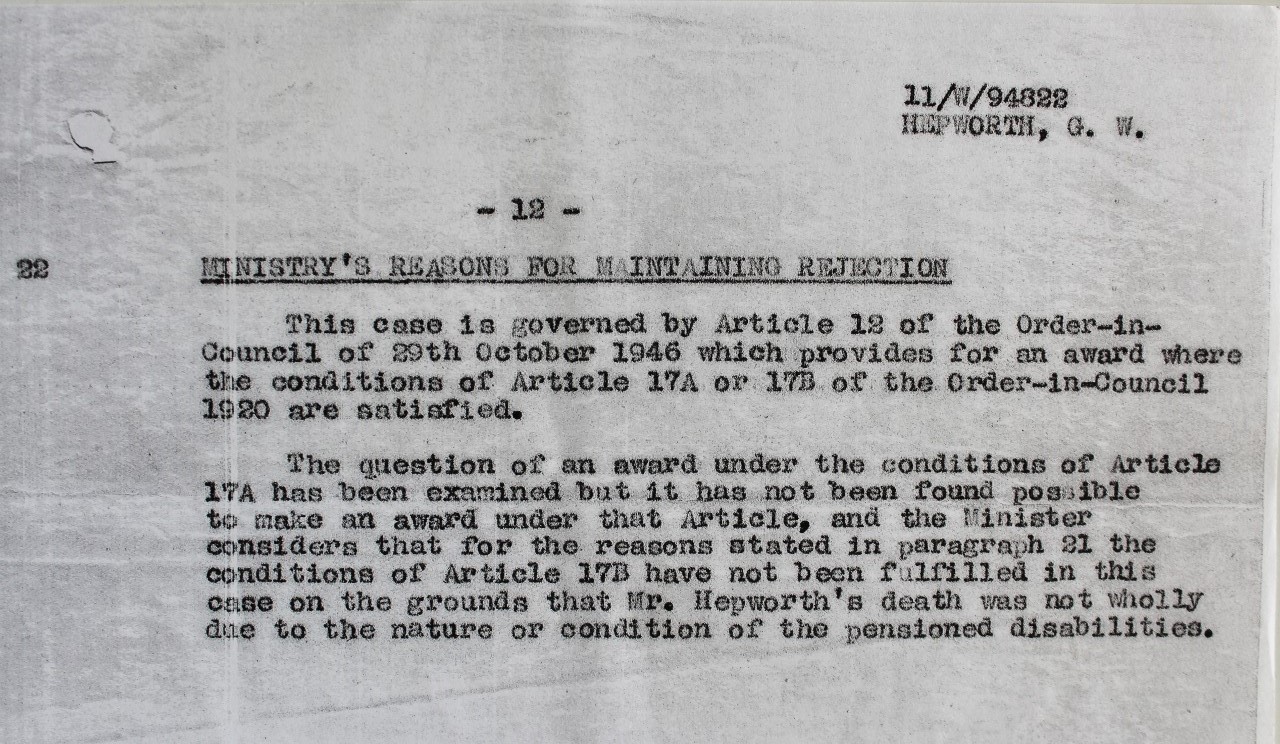 11/W/94822
HEPWORTH, G. W.
- 12 -
22 MINISTRY'S REASONS FOR MAINTAINING REJECTION
This case is governed by Article 12 of the Order-in-
Council of 29th October 1946 which provides for an award where
the conditions of Article 17A or 17B of the Order-in-Council
1920 are satisfied.
The question of an award under the conditions of Article
17A has been examined but it has not been found possible
to make an award under that Article, and the Minister
considers that for the reasons stated in paragraph 21 the
conditions of Article 17B have not been fulfilled in this
case on the grounds that Mr. Hepworth's death was not wholly
due to the nature or condition of the pensioned disabilities.